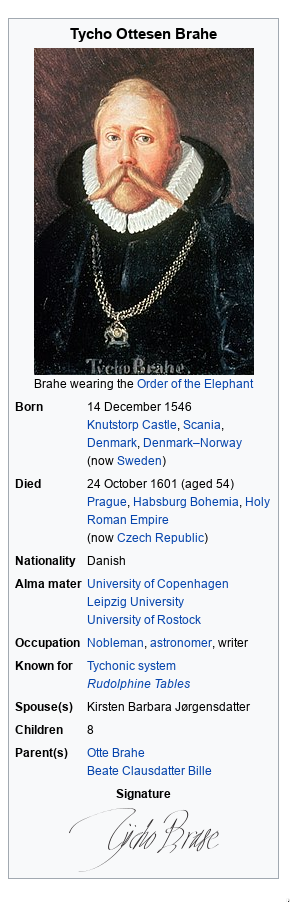 Tycho Ottesen Brahe
Tycho Brahe.
Brahe wearing the Order of the Elephant
Born 14 December 1546
Knutstorp Castle, Scania,
Denmark, Denmark–Norway
(now Sweden)
Died 24 October 1601 (aged 54)
Prague, Habsburg Bohemia, Holy
Roman Empire
(now Czech Republic)
Nationality Danish
Alma mater University of Copenhagen
Leipzig University
University of Rostock
Occupation Nobleman, astronomer, writer
Known for Tychonic system
Rudolphine Tables
Spouse(s) Kirsten Barbara Jørgensdatter
Children 8
Parent(s) Otte Brahe
Beate Clausdatter Bille
Signature
Tÿcho Brahe